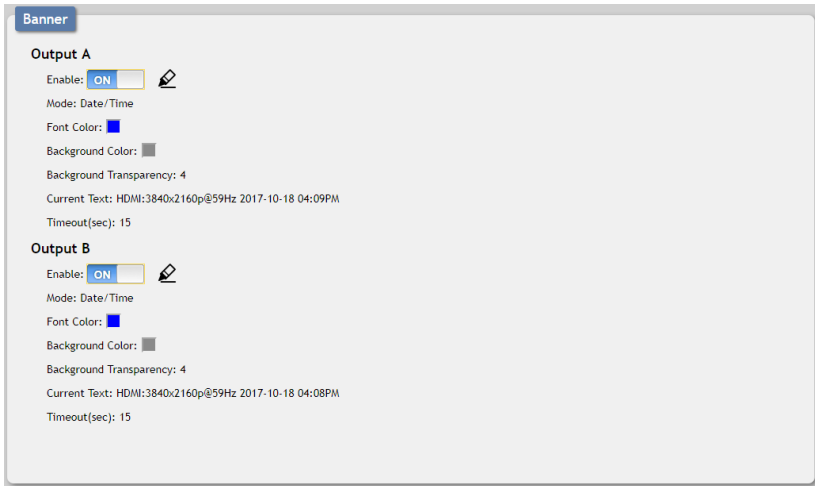 Banner
Output A
Enable: ON
Mode: Date/Time
Font Color:
Background Color:
Background Transparency: 4
Current Text: HDMI:3840x2160p@59Hz 2017-10-18 04:09PM
Timeout(sec): 15
Output B
Enable: ON
Mode: Date/Time
Font Color:
Background Color:
Background Transparency: 4
Current Text: HDMI:3840x2160p@59Hz 2017-10-18 04:08PM
Timeout(sec): 15